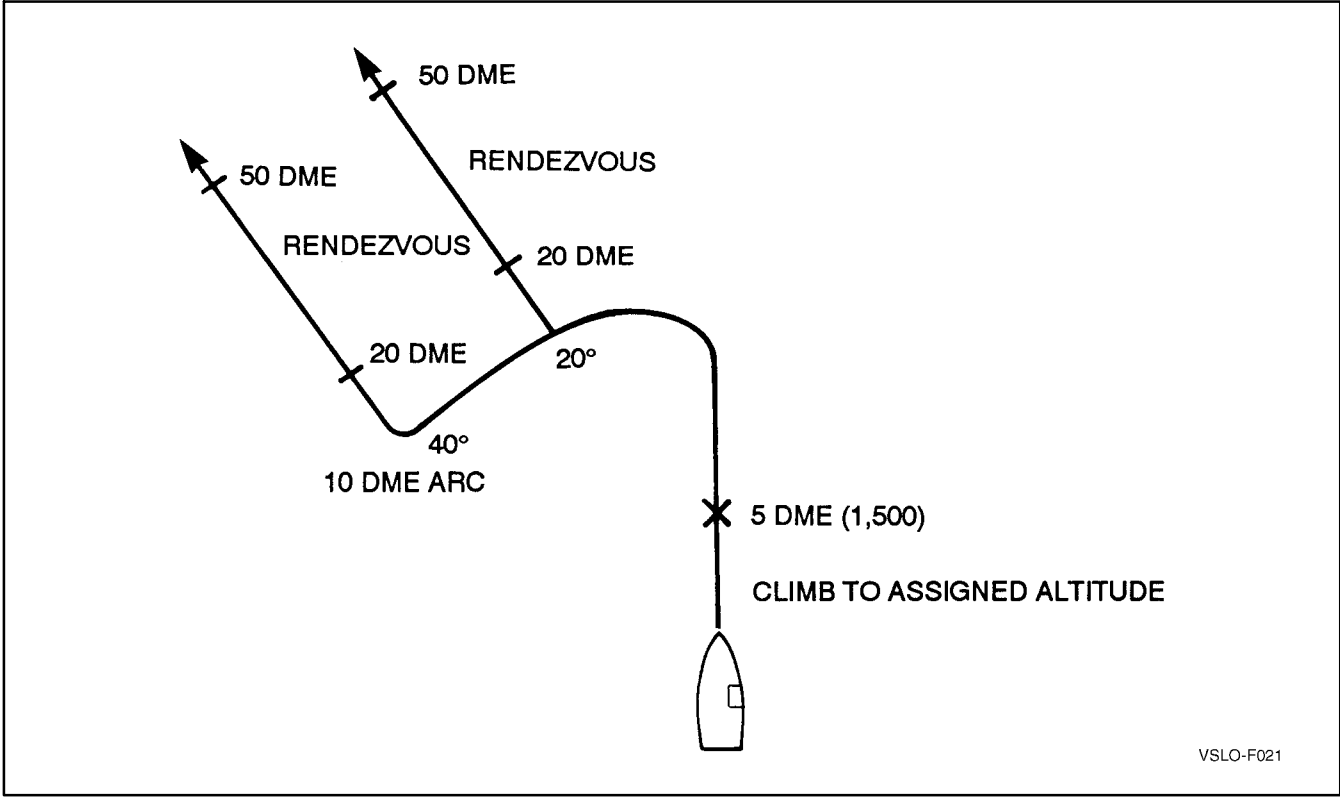 50 DME
RENDEZVOUS
50 DME
RENDEZVOUS
20 DME
20 DME
20°
40°
10 DME ARC
5 DME (1,500)
CLIMB TO ASSIGNED ALTITUDE
VSLO-F021